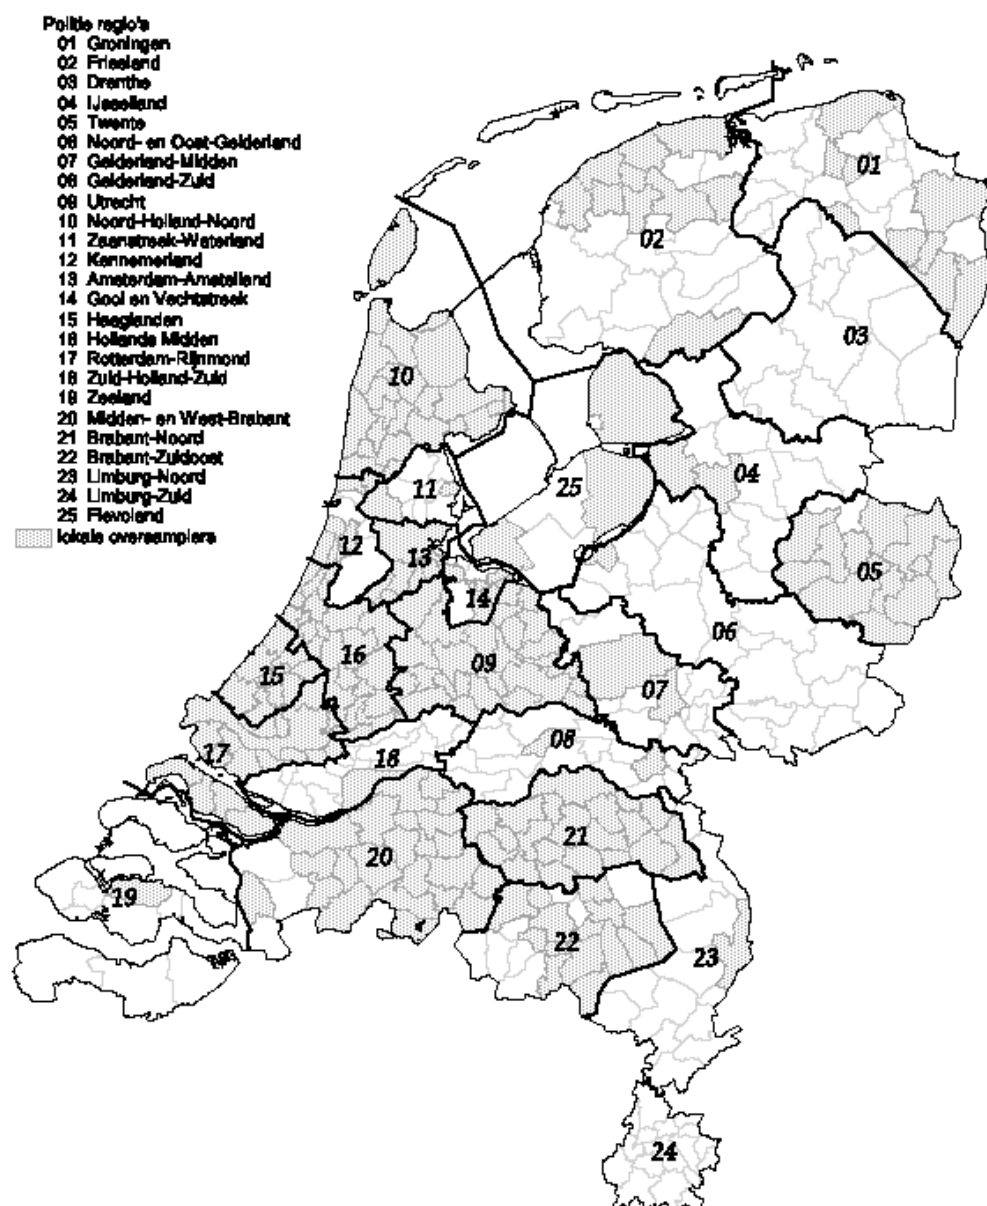 Politie regio's
01 Groningen
02 Friesland
03 Drenthe
04 IJsselland
05 Twente
06 Noord- en Oost-Gelderland
07 Gelderland-Midden
08 Gelderland-Zuid
09 Utrecht
10 Noord-Holland-Noord
11 Zaanstreek-Waterland
12 Kennemerland
13 Amsterdam-Amstelland
14 Gooi en Vechtstreek
15 Haaglanden
16 Hollands Midden
17 Rotterdam-Rijnmond
18 Zuid-Holland-Zuid
19 Zeeland
20 Midden- en West-Brabant
21 Brabant-Noord
22 Brabant-Zuidoost
23 Limburg-Noord
24 Limburg-Zuid
25 Flevoland
lokale oversamplers
01
02
03
10
04
11
25
12
13
05
14
06
16
09
15
07
17
08
18
21
20
19
22
23
24